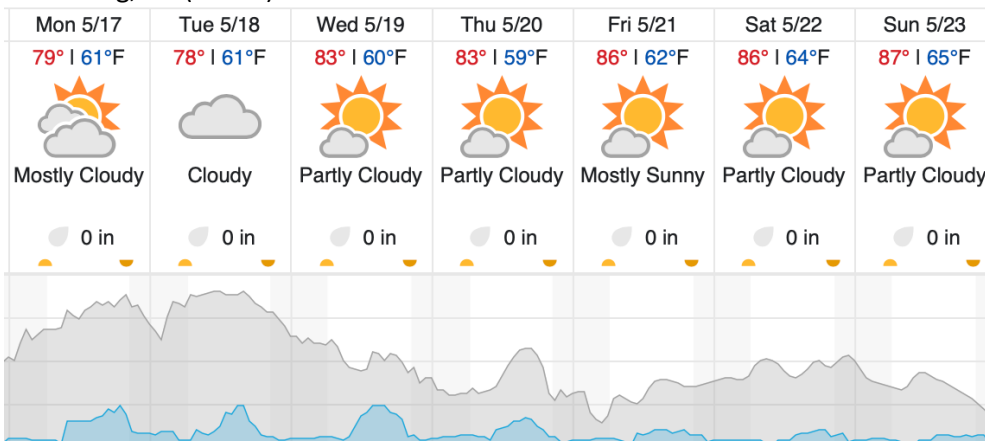 Mon 5/17 Tue 5/18 Wed 5/19 Thu 5/20 Fri 5/21 Sat 5/22 Sun 5/23
79° | 61°F 78° | 61°F 83° | 60°F 83° | 59°F 86° | 62°F 86° | 64°F 87° | 65°F
Mostly Cloudy Cloudy Partly Cloudy Partly Cloudy Mostly Sunny Partly Cloudy Partly Cloudy
0 in 0 in 0 in 0 in 0 in 0 in 0 in